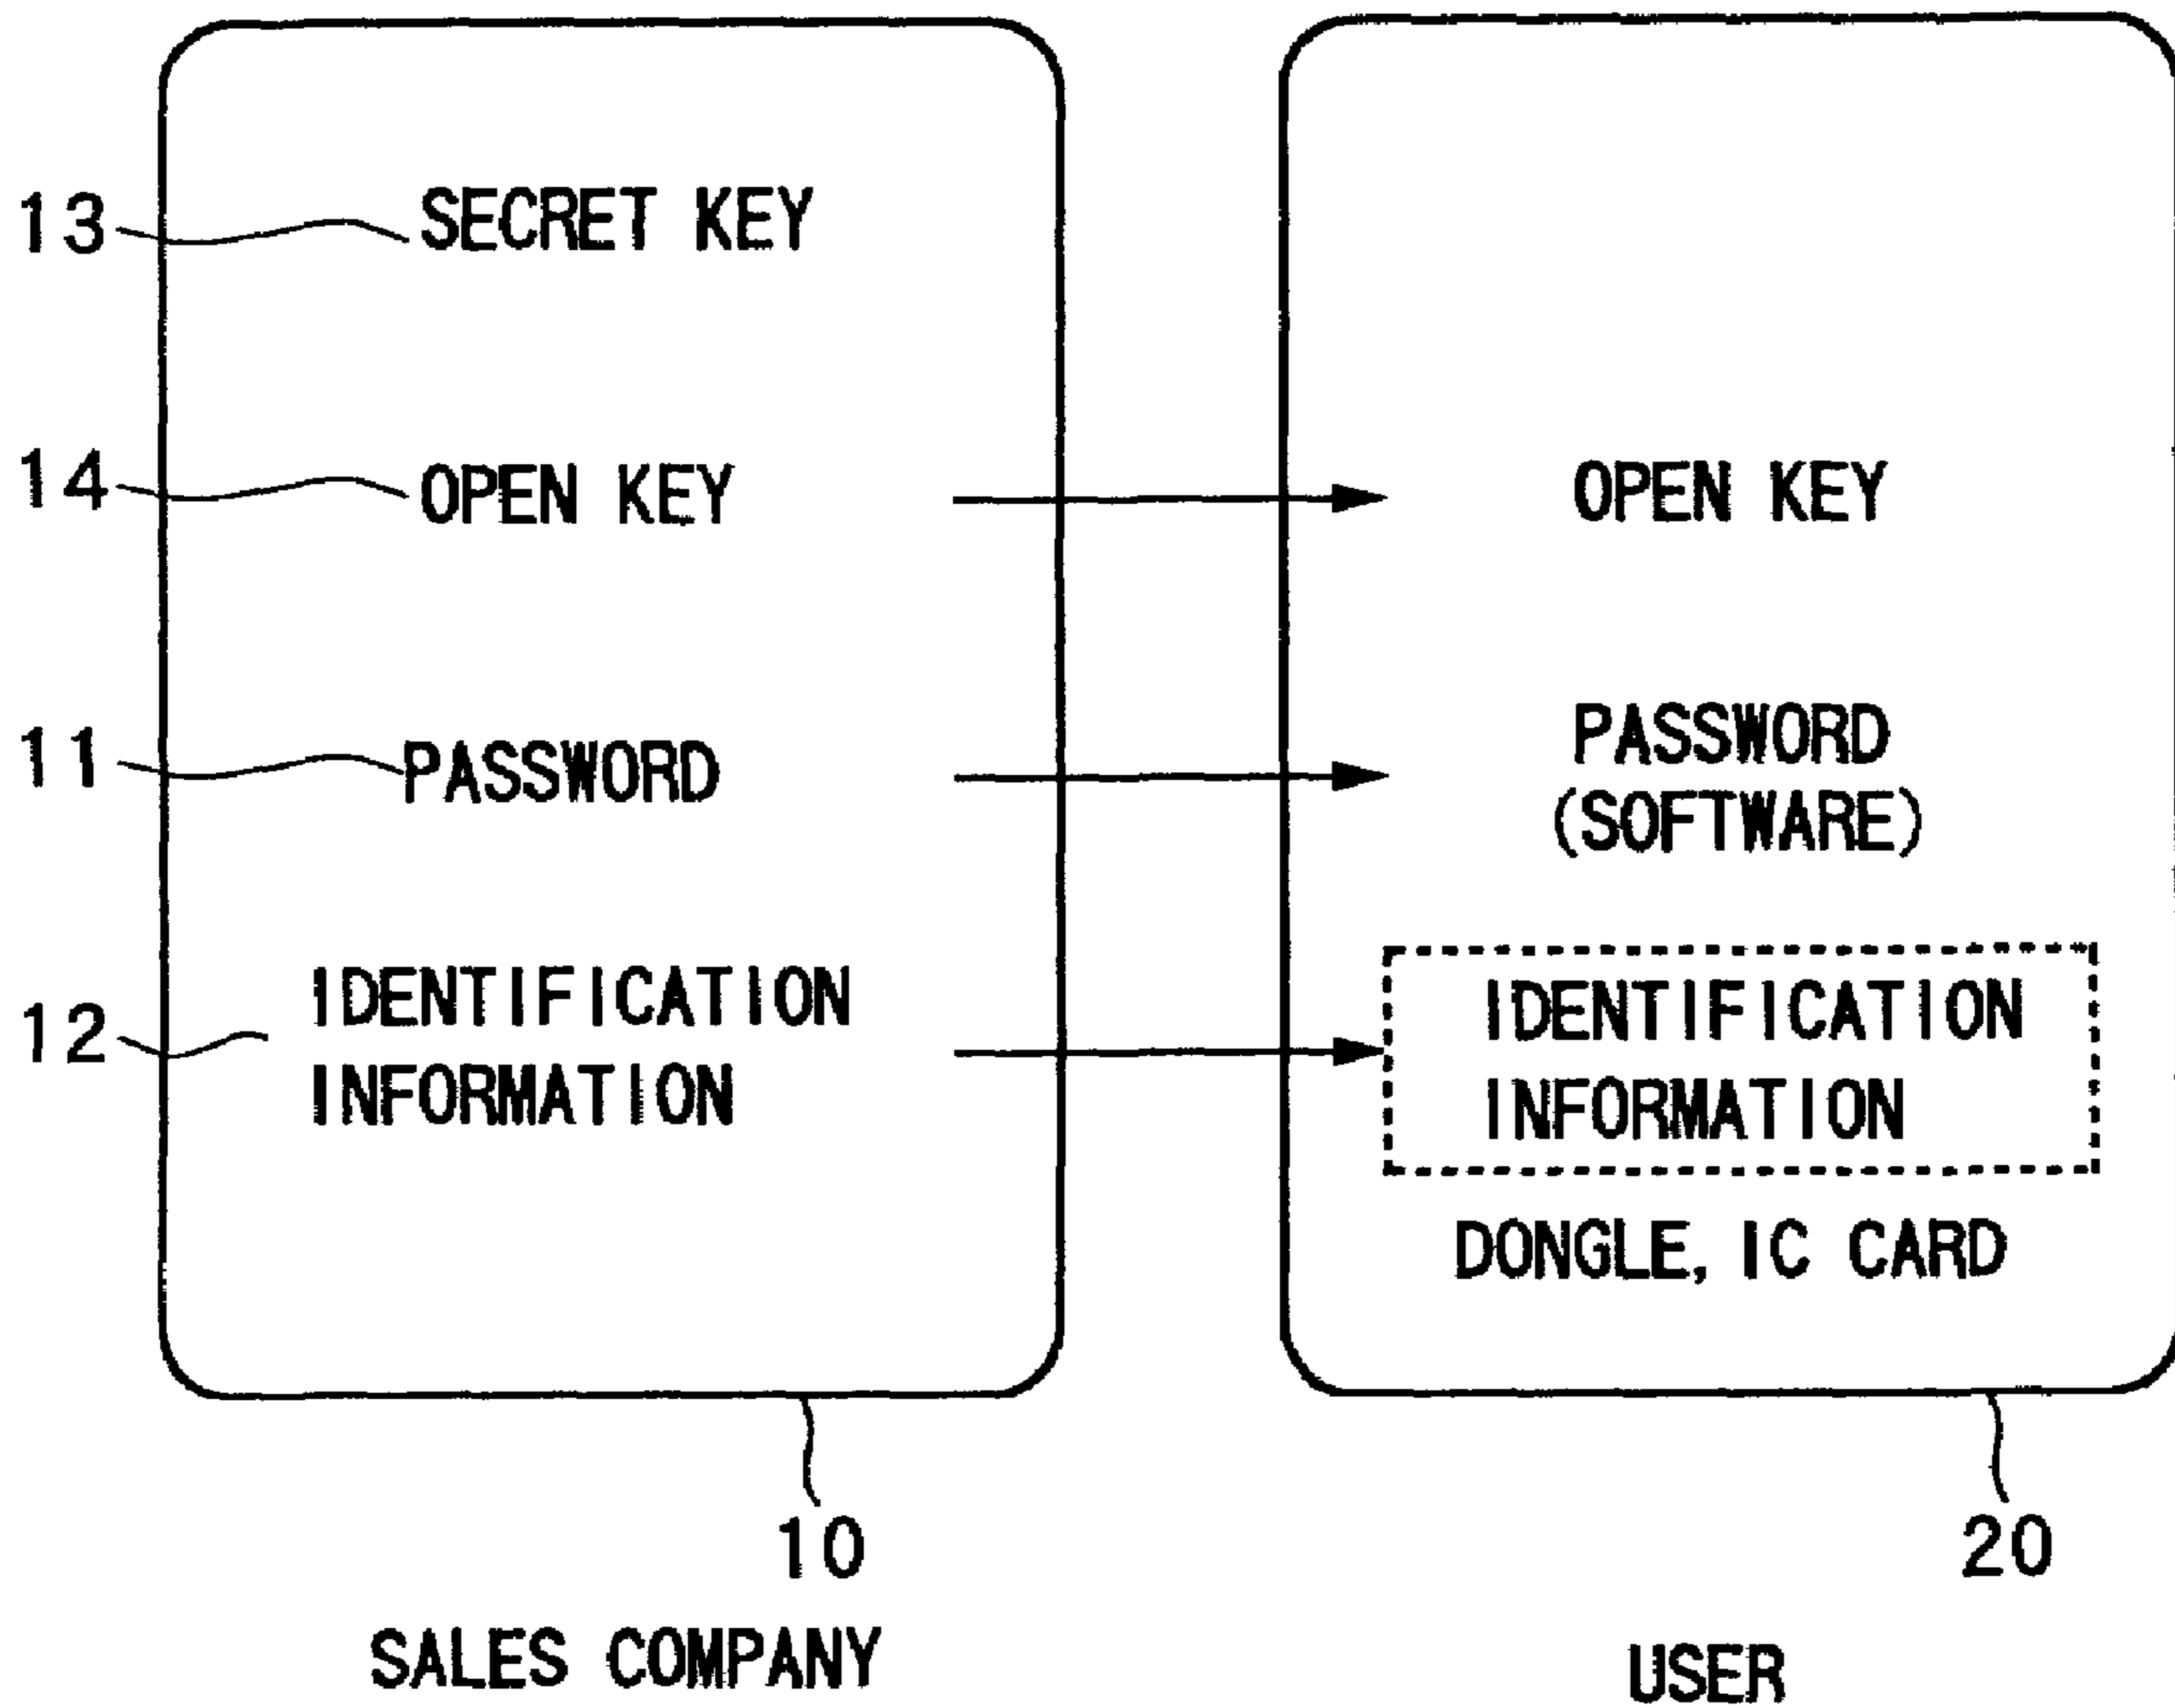 13
SECRET KEY
14
OPEN KEY
OPEN KEY
11
PASSWORD
PASSWORD
(SOFTWARE)
12
IDENTIFICATION
INFORMATION
IDENTIFICATION
INFORMATION
DONGLE, IC CARD
10
20
SALES COMPANY
USER